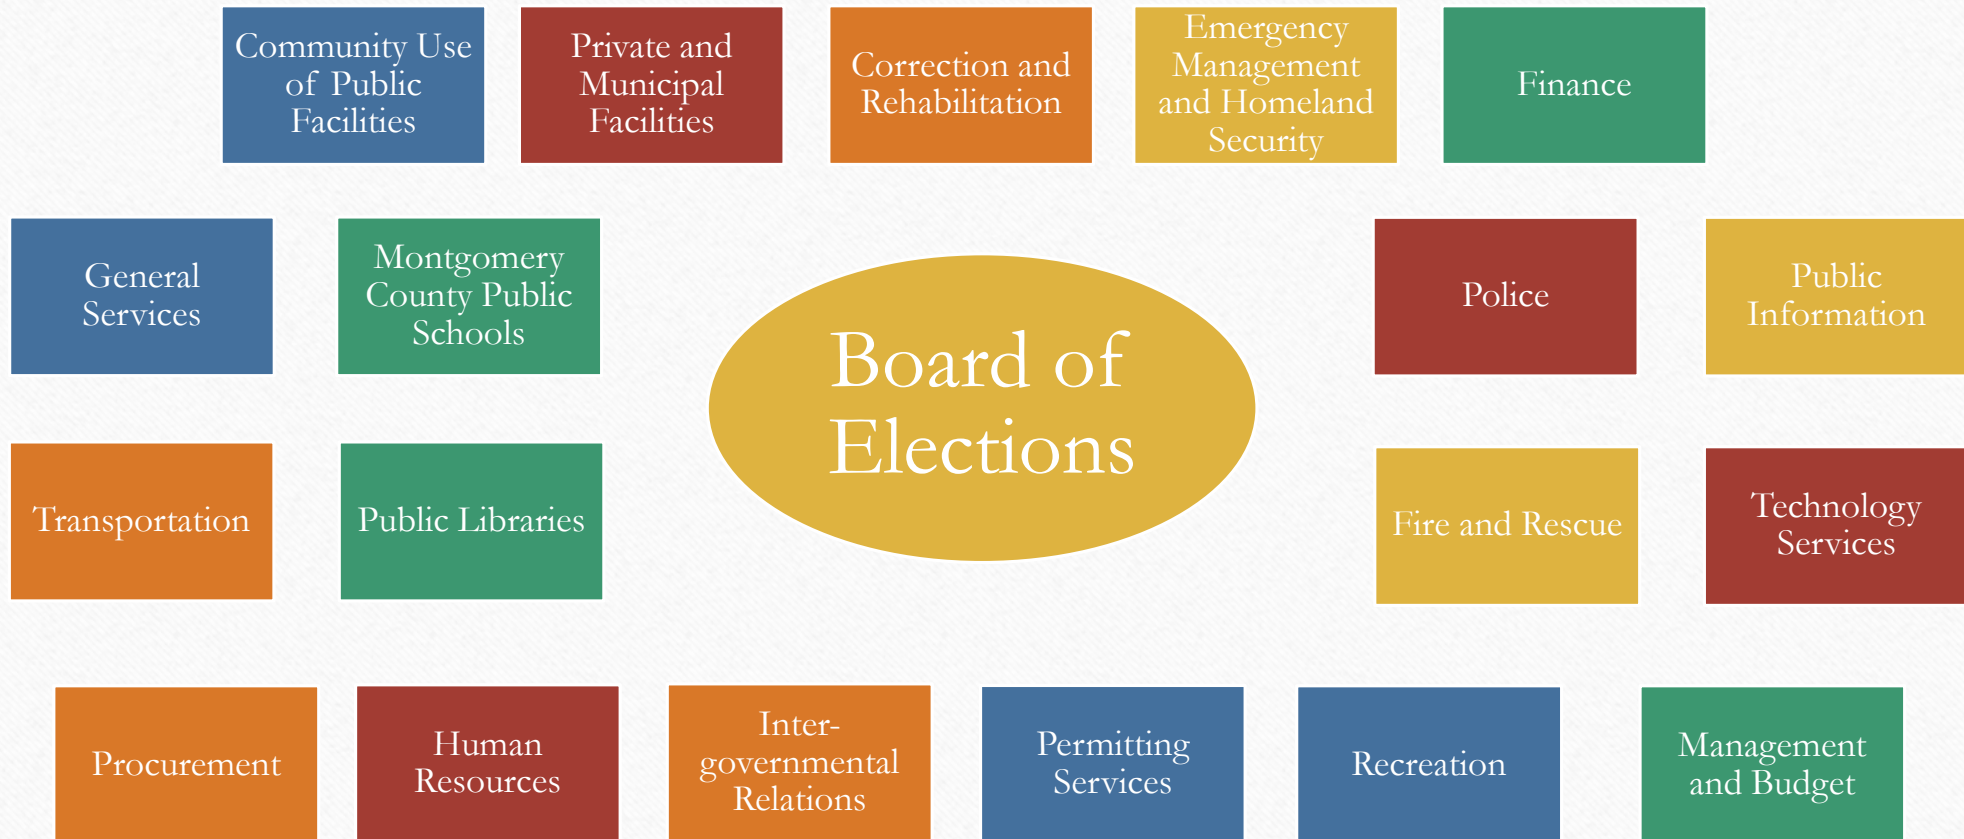 Community Use
of Public
Facilities
Private and
Municipal
Facilities
Correction and
Rehabilitation
Emergency
Management
and Homeland
Security
Finance
General
Services
Montgomery
County Public
Schools
Board of
Elections
Police
Public
Information
Transportation
Public Libraries
Fire and Rescue
Technology
Services
Procurement
Human
Resources
Inter-
governmental
Relations
Permitting
Services
Recreation
Management
and Budget